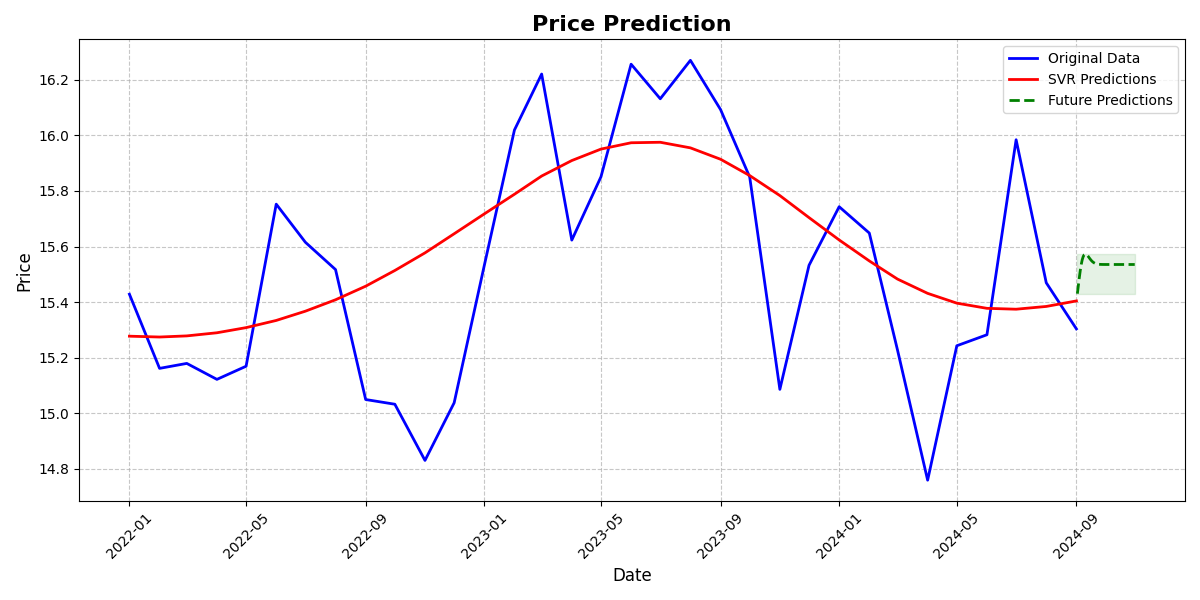 Price Prediction
Original Data
SVR Predictions
Future Predictions
Price
16.2
16.0
15.8
15.6
15.4
15.2
15.0
14.8
2022-01
2022-05
2022-09
2023-01
2023-05
2023-09
2024-01
2024-05
2024-09
Date